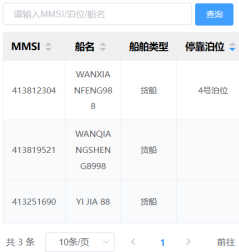 请输入MMSI/泊位/船名 查询
MMSI 船名 船舶类型 停靠泊位
413812304 WANXIANFENG988 货船 4号泊位
413819521 WANQIANGSHENG8998 货船
413251690 YI JIA 88 货船
共 3 条 10条/页 1 前往